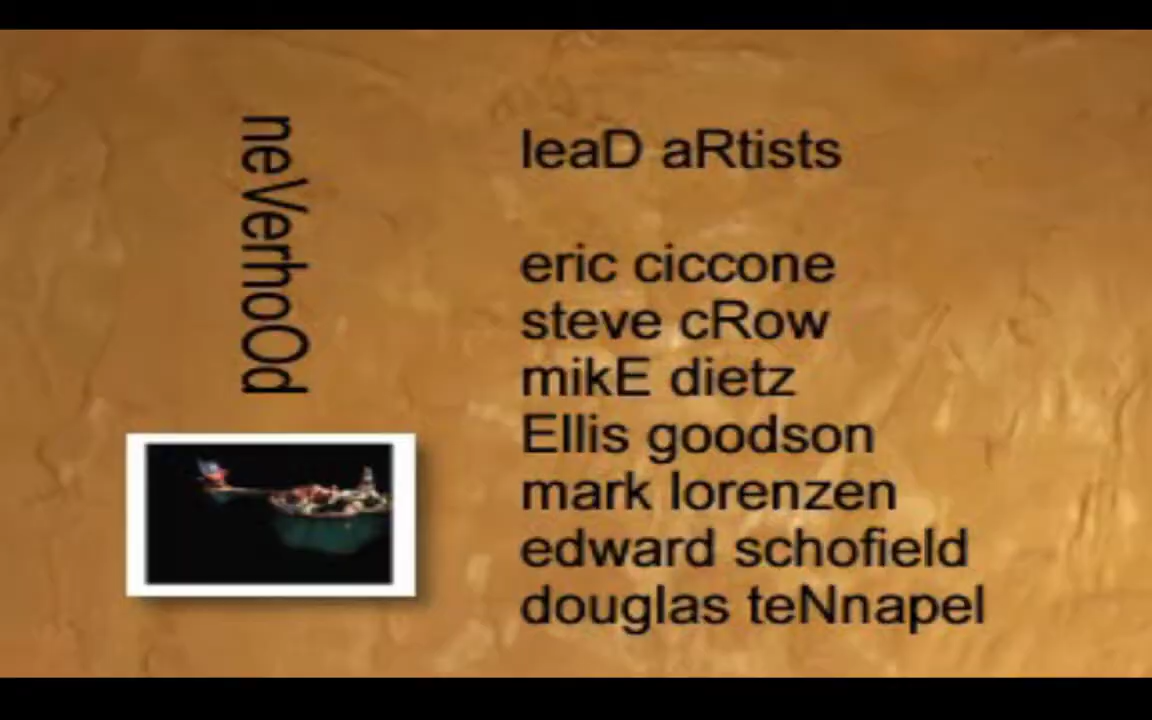 neVerhoOd
leaD aRtists
eric ciccone
steve cRow
mikE dietz
Ellis goodson
mark lorenzen
edward schofield
douglas teNnapel